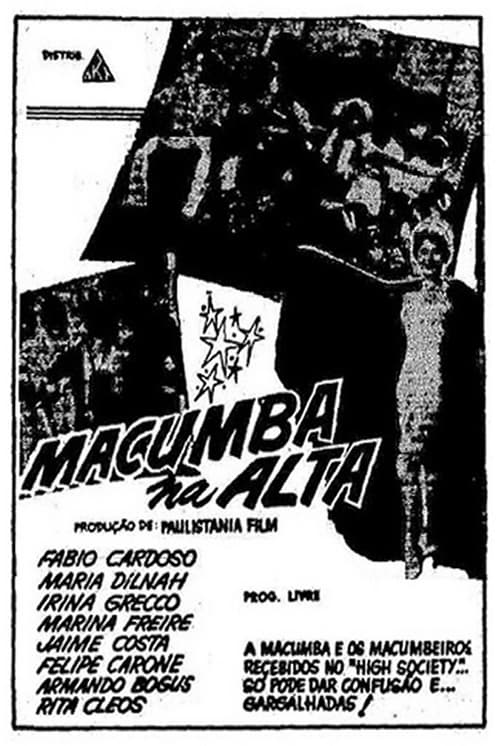 DISTRIB.
MACUMBA
na ALTA
PRODUÇÃO DE: PAULISTANIA FILM
FABIO CARDOSO
MARIA DILNAH
IRINA GRECCO
MARINA FREIRE
JAIME COSTA
FELIPE CARONE
ARMANDO BOGUS
RITA CLEOS
PROG. LIVRE
A MACUMBA E OS MACUMBEIROS
RECEBIDOS NO "HIGH SOCIETY"...
SÓ PODE DAR CONFUSÃO E...
GARGALHADAS!